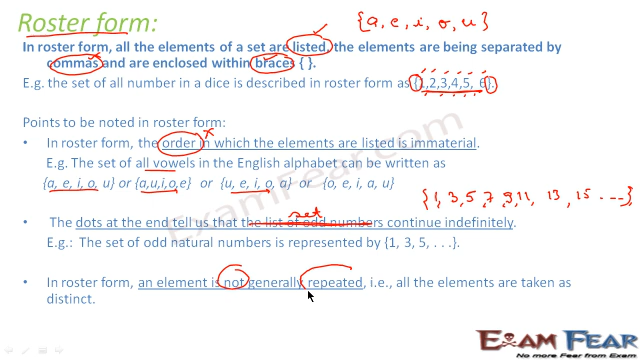 Roster form:
{a, e, i, o, u}
In roster form, all the elements of a set are listed, the elements are being separated by
commas and are enclosed within braces { }.
E.g. the set of all number in a dice is described in roster form as {1,2,3,4,5, 6}.
Points to be noted in roster form:
• In roster form, the order in which the elements are listed is immaterial.
E.g. The set of all vowels in the English alphabet can be written as
{a, e, i, o, u} or {a,u,i,o,e} or {u, e, i, o, a} or {o, e, i, a, u}
{1, 3, 5, 7, 9, 11, 13, 15 ....}
set
• The dots at the end tell us that the list of odd numbers continue indefinitely.
E.g.: The set of odd natural numbers is represented by {1, 3, 5, . . .}.
• In roster form, an element is not generally repeated, i.e., all the elements are taken as
distinct.
EXAMFEAR
EXAM FEAR
No more Fear from Exam